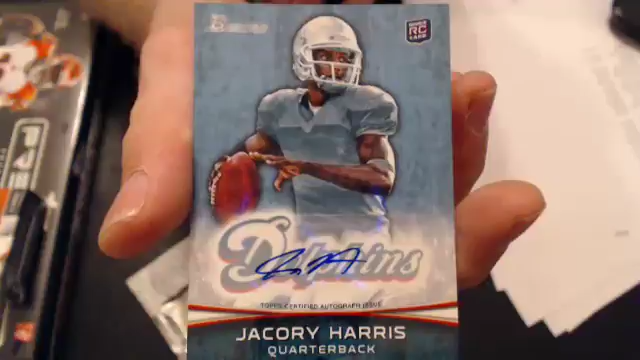 Bowman
RC
Dolphins
TOPPS CERTIFIED AUTOGRAPH ISSUE
JACORY HARRIS
QUARTERBACK